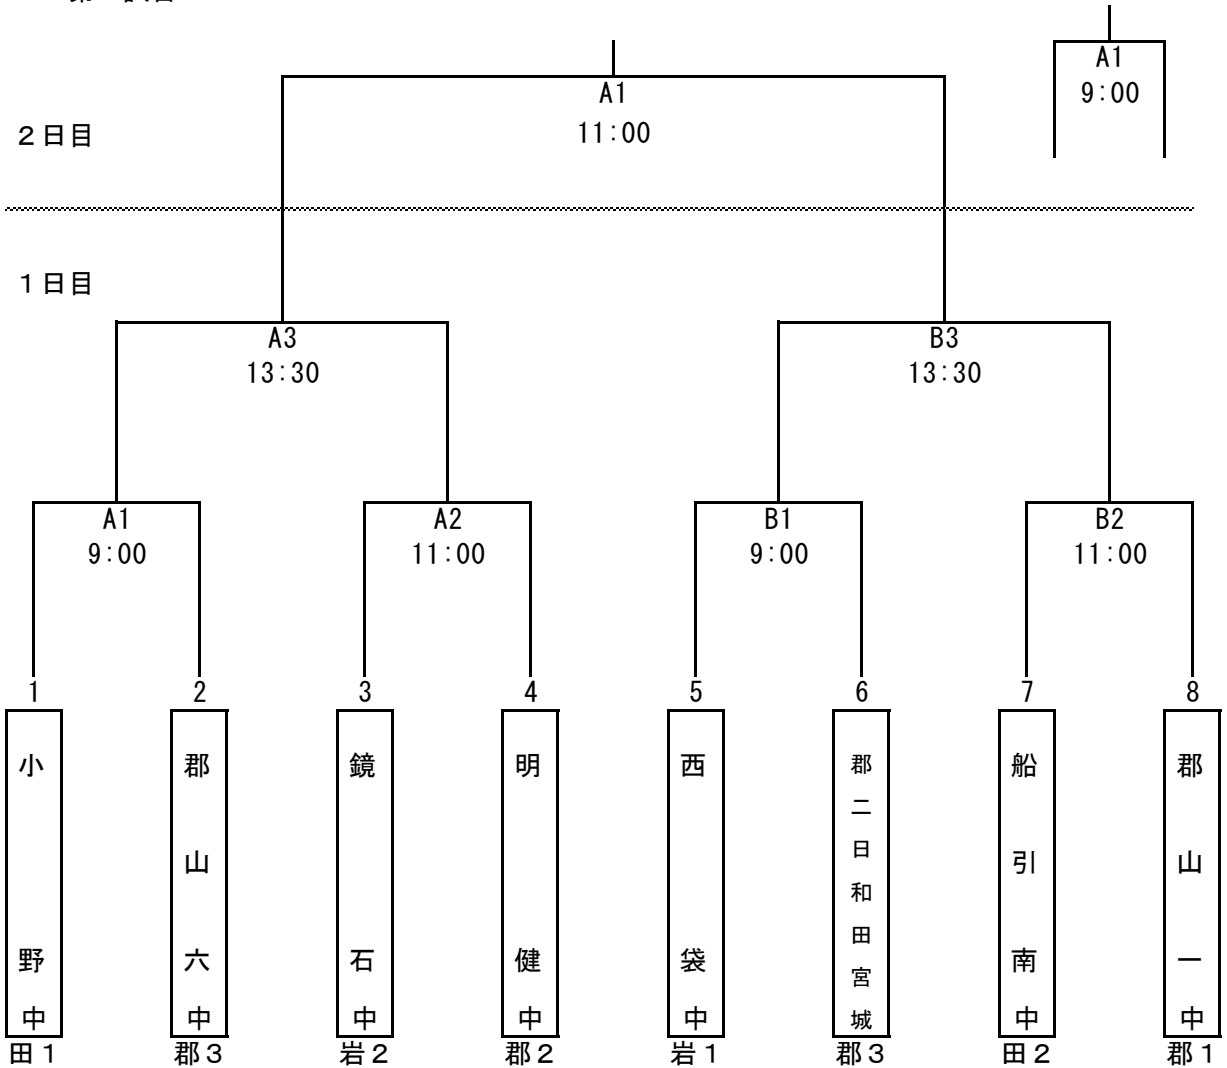 A1
9:00
A1
11:00
２日目
１日目
A3
13:30
B3
13:30
A1
9:00
A2
11:00
B1
9:00
B2
11:00
1
2
3
4
5
6
7
8
小野中
郡山六中
鏡石中
明健中
西袋中
郡二日和田宮城
船引南中
郡山一中
田１
郡３
岩２
郡２
岩１
郡３
田２
郡１